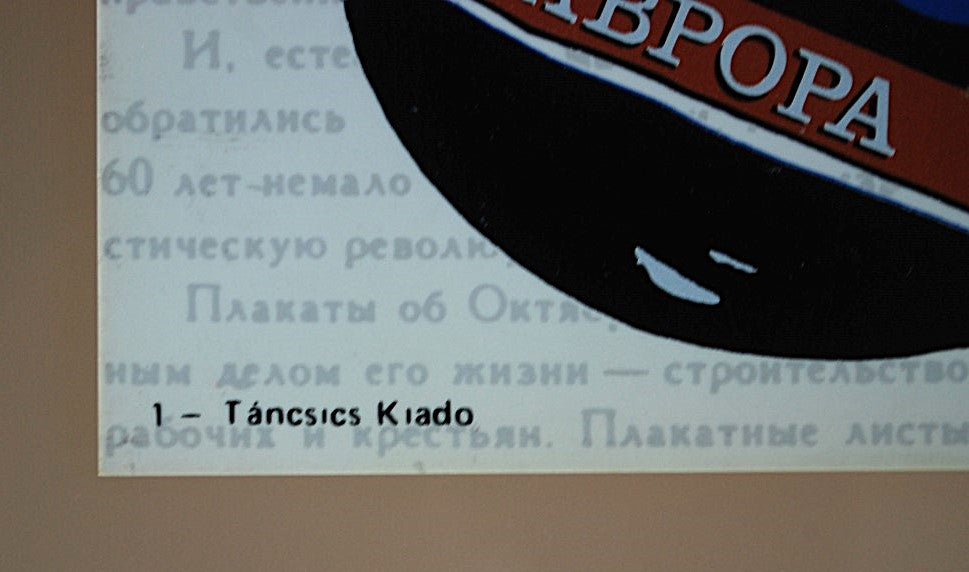 АВРОРА
И, есте
обратились
60 лет немало
стическую револю
Плакаты об Октя
ным делом его жизни — строительство
1 – Táncsics Kiado
рабочих и крестьян. Плакатные листы